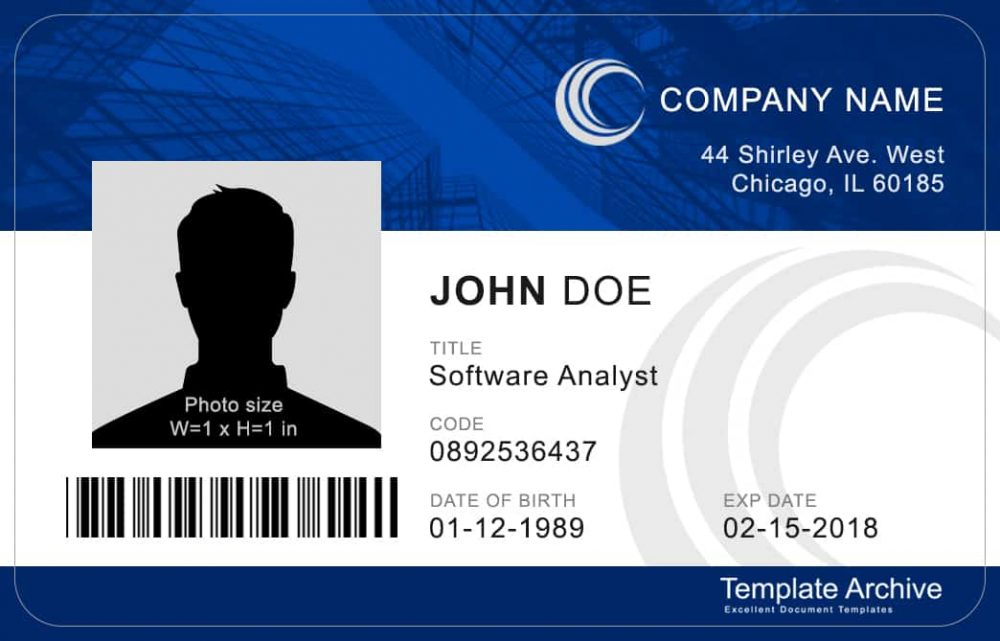 COMPANY NAME
44 Shirley Ave. West
Chicago, IL 60185
Photo size
W=1 x H=1 in
JOHN DOE
TITLE
Software Analyst
CODE
0892536437
DATE OF BIRTH
01-12-1989
EXP DATE
02-15-2018
Template Archive
Excellent Document Templates